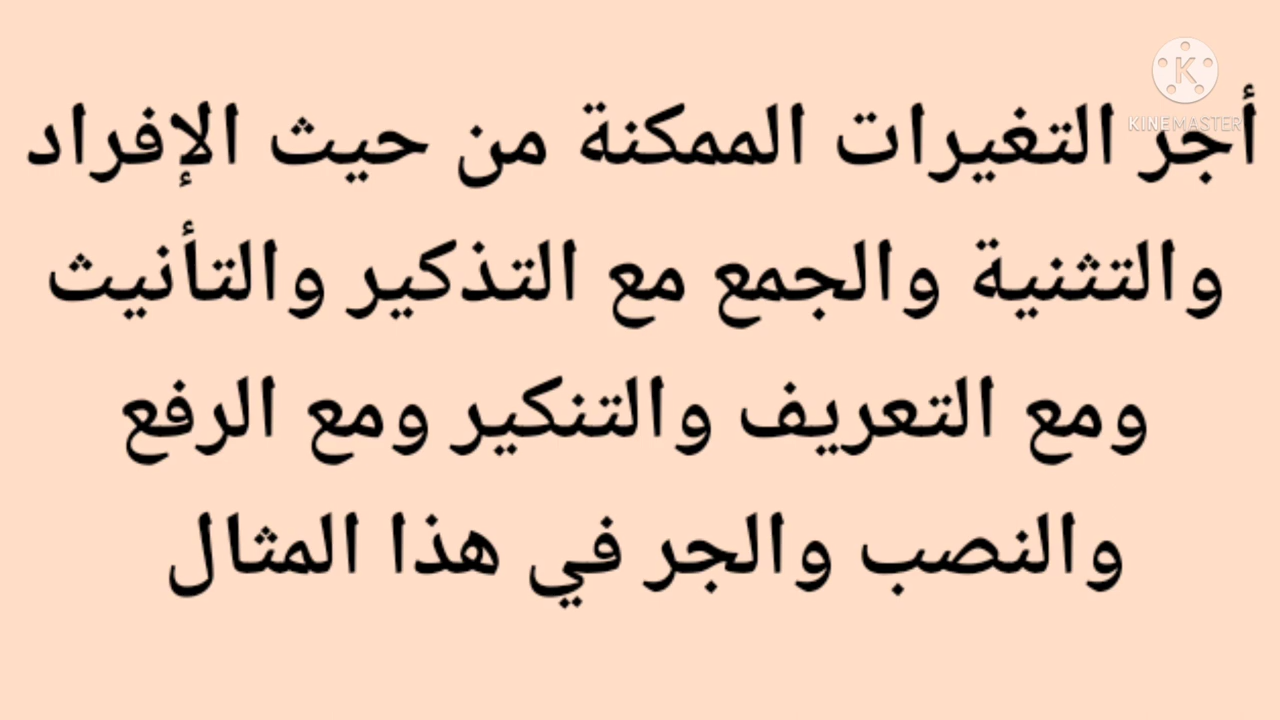 أجر التغيرات الممكنة من حيث الإفراد
والتثنية والجمع مع التذكير والتأنيث
ومع التعريف والتنكير ومع الرفع
والنصب والجر في هذا المثال
KINEMASTER